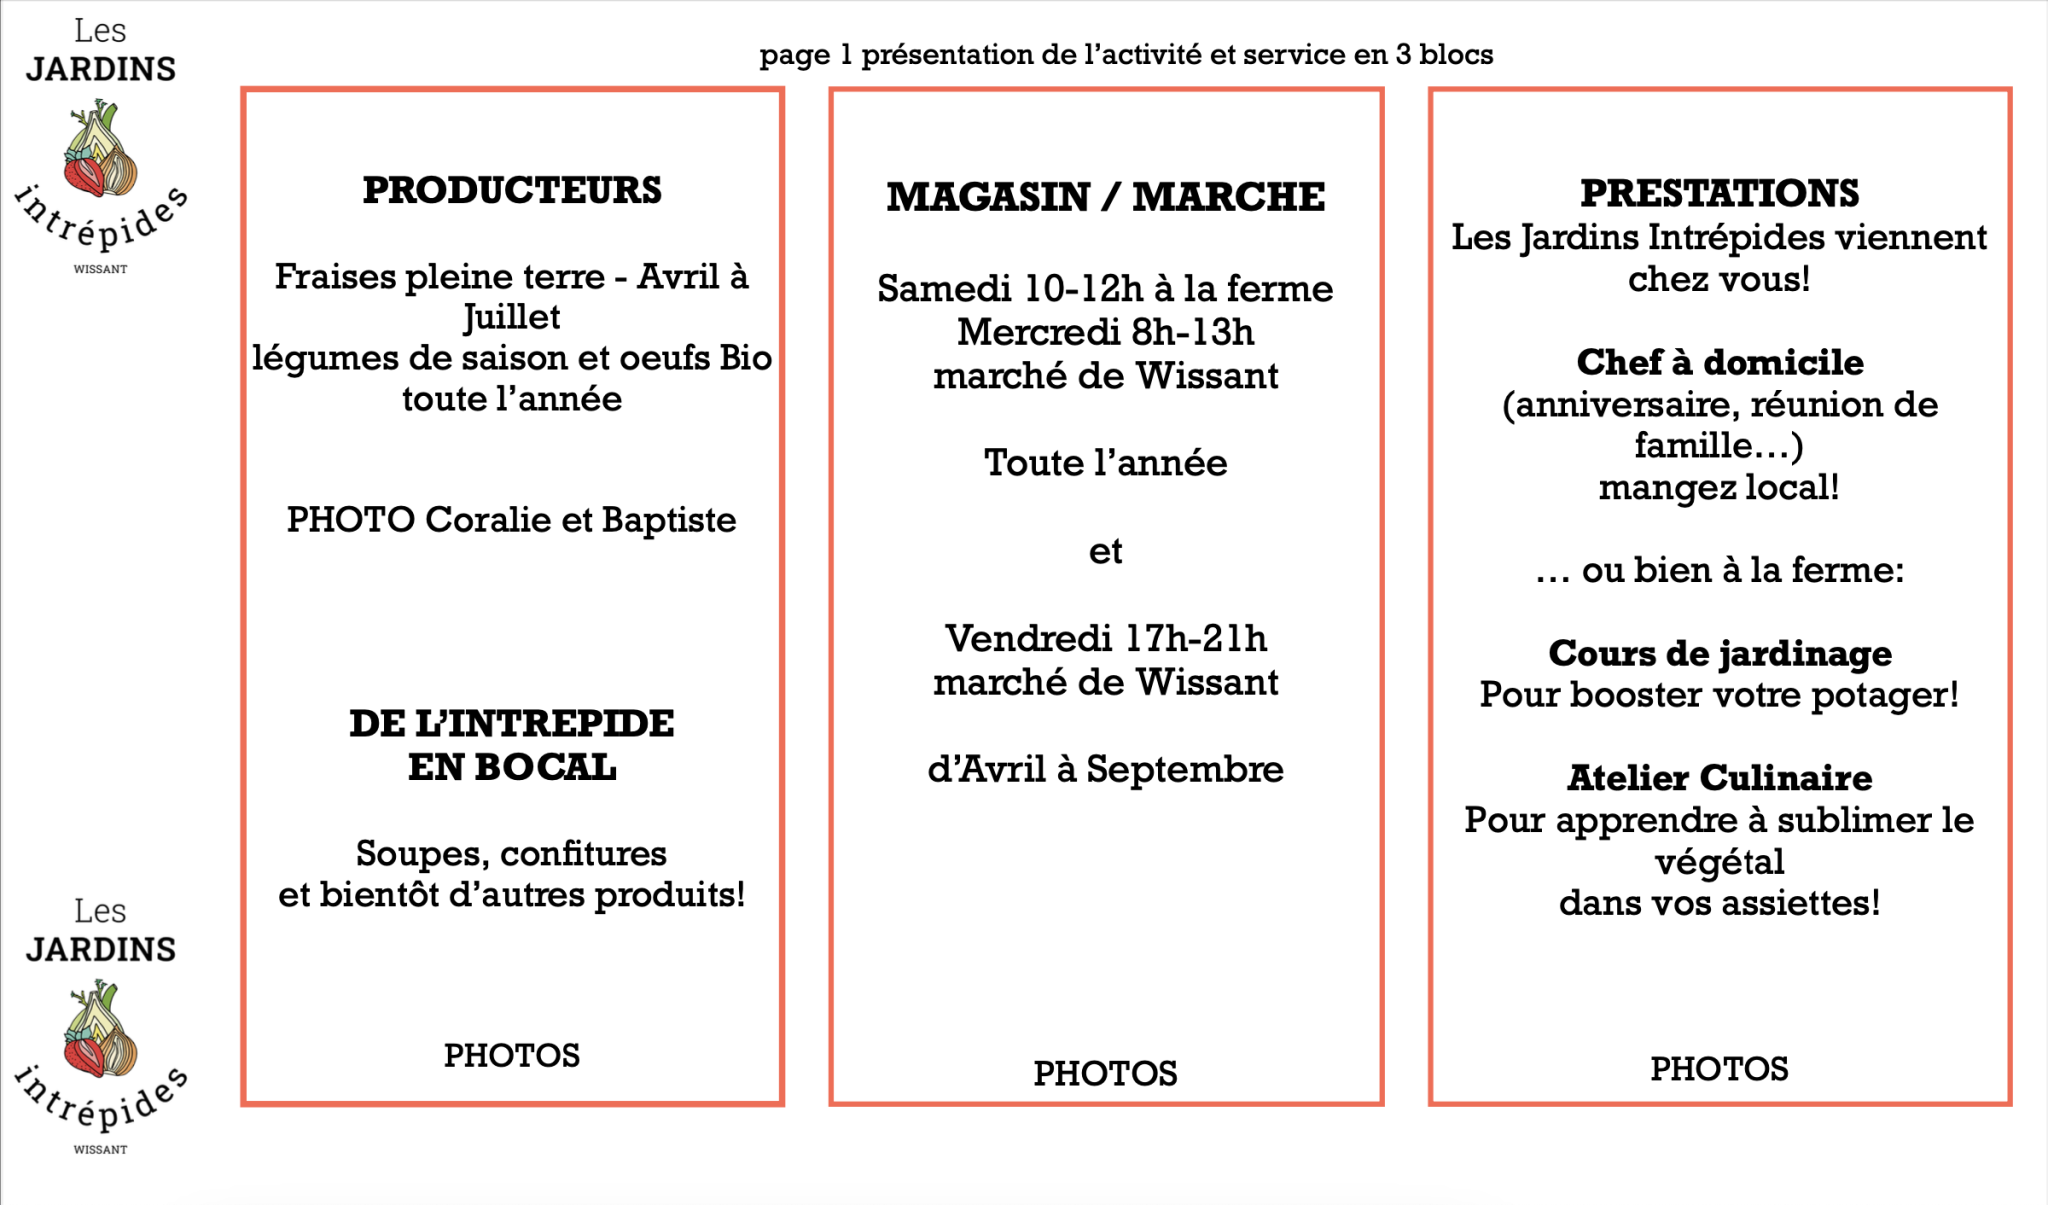 Les
JARDINS
intrépides
WISSANT
page 1 présentation de l’activité et service en 3 blocs
PRODUCTEURS
Fraises pleine terre - Avril à
Juillet
légumes de saison et oeufs Bio
toute l’année
PHOTO Coralie et Baptiste
DE L’INTREPIDE
EN BOCAL
Soupes, confitures
et bientôt d’autres produits!
PHOTOS
MAGASIN / MARCHE
Samedi 10-12h à la ferme
Mercredi 8h-13h
marché de Wissant
Toute l’année
et
Vendredi 17h-21h
marché de Wissant
d’Avril à Septembre
PHOTOS
PRESTATIONS
Les Jardins Intrépides viennent
chez vous!
Chef à domicile
(anniversaire, réunion de
famille...)
mangez local!
... ou bien à la ferme:
Cours de jardinage
Pour booster votre potager!
Atelier Culinaire
Pour apprendre à sublimer le
végétal
dans vos assiettes!
PHOTOS
Les
JARDINS
intrépides
WISSANT